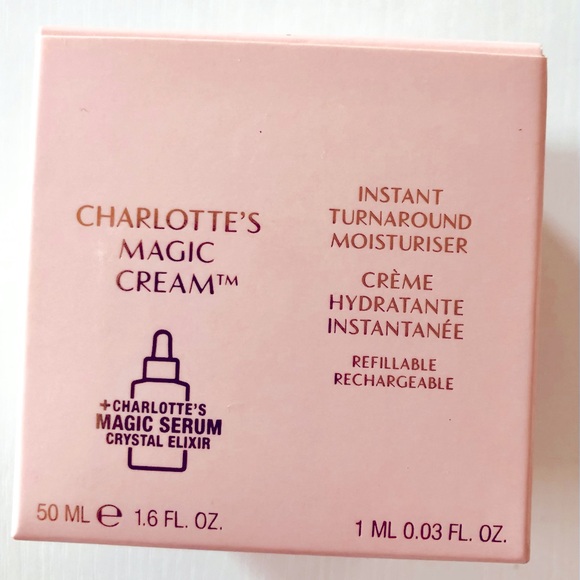 CHARLOTTE'S
MAGIC
CREAM™
+CHARLOTTE'S
MAGIC SERUM
CRYSTAL ELIXIR
50 ML ℮ 1.6 FL. OZ.
INSTANT
TURNAROUND
MOISTURISER
CRÈME
HYDRATANTE
INSTANTANÉE
REFILLABLE
RECHARGEABLE
1 ML 0.03 FL. OZ.